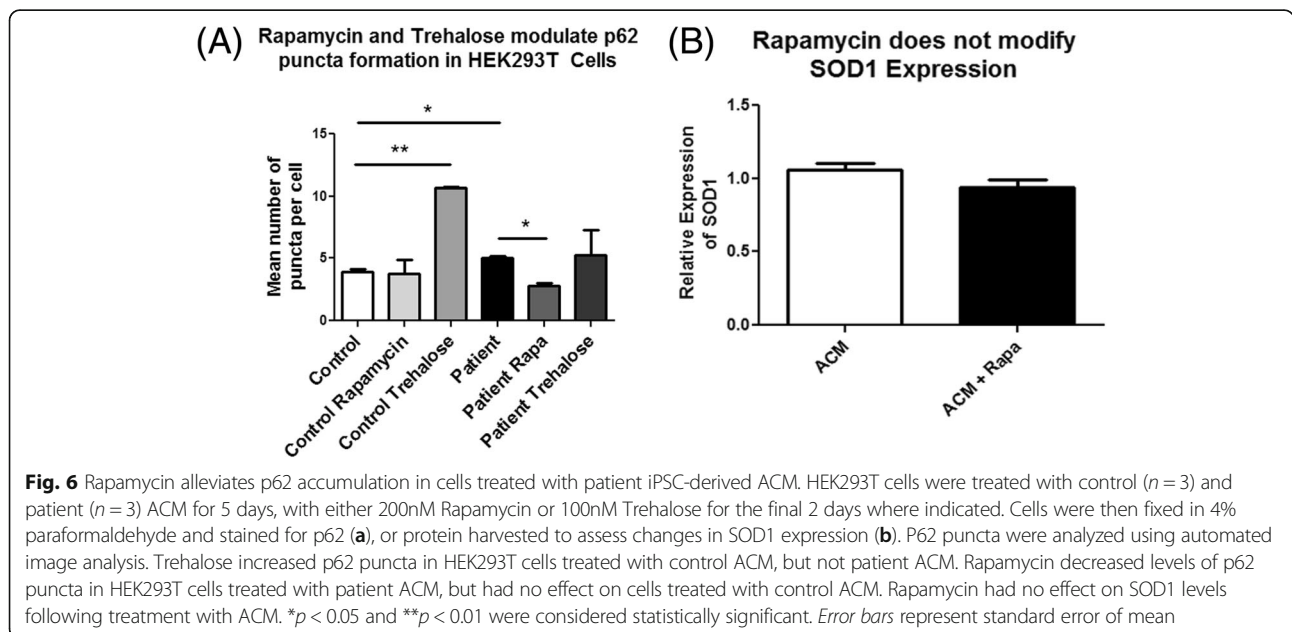 (A) Rapamycin and Trehalose modulate p62
puncta formation in HEK293T Cells
Mean number of
puncta per cell
15
10
5
0
*
**
*
Control
Control Rapamycin
Control Trehalose
Patient
Patient Rapa
Patient Trehalose
(B) Rapamycin does not modify
SOD1 Expression
Relative Expression
of SOD1
1.5
1.0
0.5
0.0
ACM
ACM + Rapa
Fig. 6 Rapamycin alleviates p62 accumulation in cells treated with patient iPSC-derived ACM. HEK293T cells were treated with control (n = 3) and
patient (n = 3) ACM for 5 days, with either 200nM Rapamycin or 100nM Trehalose for the final 2 days where indicated. Cells were then fixed in 4%
paraformaldehyde and stained for p62 (a), or protein harvested to assess changes in SOD1 expression (b). P62 puncta were analyzed using automated
image analysis. Trehalose increased p62 puncta in HEK293T cells treated with control ACM, but not patient ACM. Rapamycin decreased levels of p62
puncta in HEK293T cells treated with patient ACM, but had no effect on cells treated with control ACM. Rapamycin had no effect on SOD1 levels
following treatment with ACM. *p < 0.05 and **p < 0.01 were considered statistically significant. Error bars represent standard error of mean